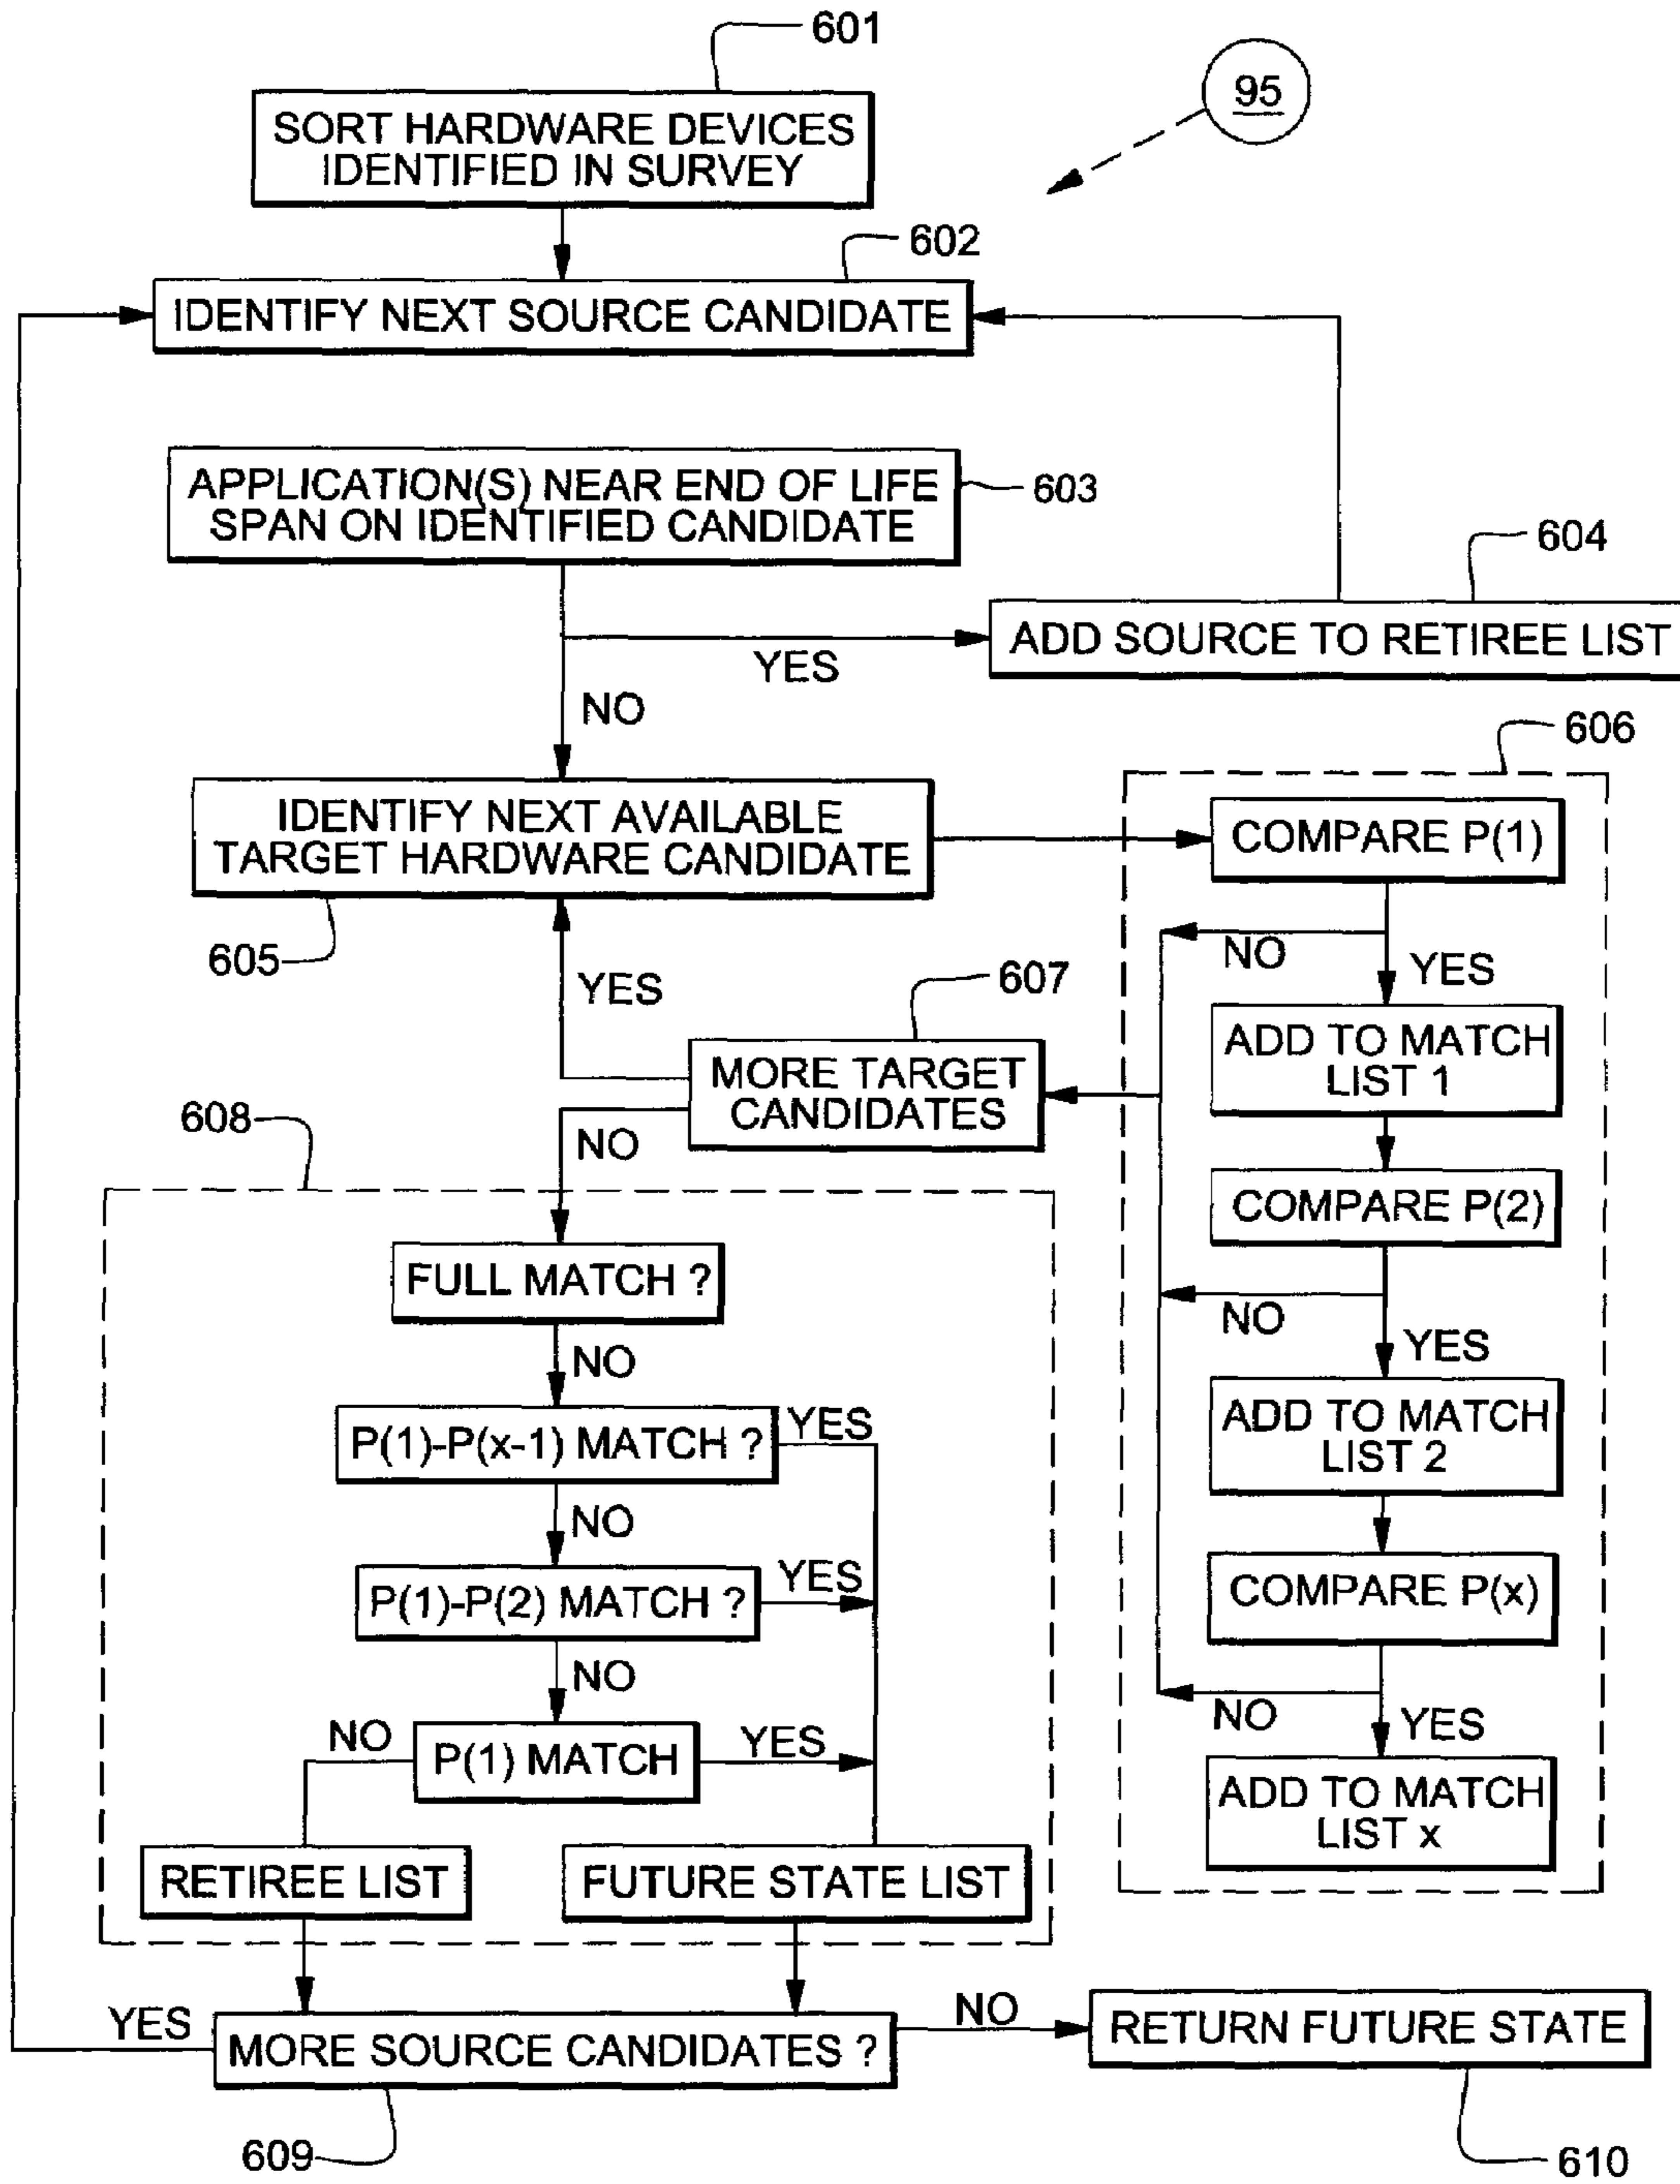 601
95
SORT HARDWARE DEVICES
IDENTIFIED IN SURVEY
602
IDENTIFY NEXT SOURCE CANDIDATE
APPLICATION(S) NEAR END OF LIFE
SPAN ON IDENTIFIED CANDIDATE
603
604
ADD SOURCE TO RETIREE LIST
YES
NO
606
IDENTIFY NEXT AVAILABLE
TARGET HARDWARE CANDIDATE
605
COMPARE P(1)
NO
YES
YES
607
ADD TO MATCH
LIST 1
MORE TARGET
CANDIDATES
608
NO
COMPARE P(2)
NO
YES
FULL MATCH ?
NO
ADD TO MATCH
LIST 2
P(1)-P(x-1) MATCH ?
YES
NO
COMPARE P(x)
P(1)-P(2) MATCH ?
YES
NO
NO
YES
NO
P(1) MATCH
YES
ADD TO MATCH
LIST x
RETIREE LIST
FUTURE STATE LIST
YES
MORE SOURCE CANDIDATES ?
NO
RETURN FUTURE STATE
609
610